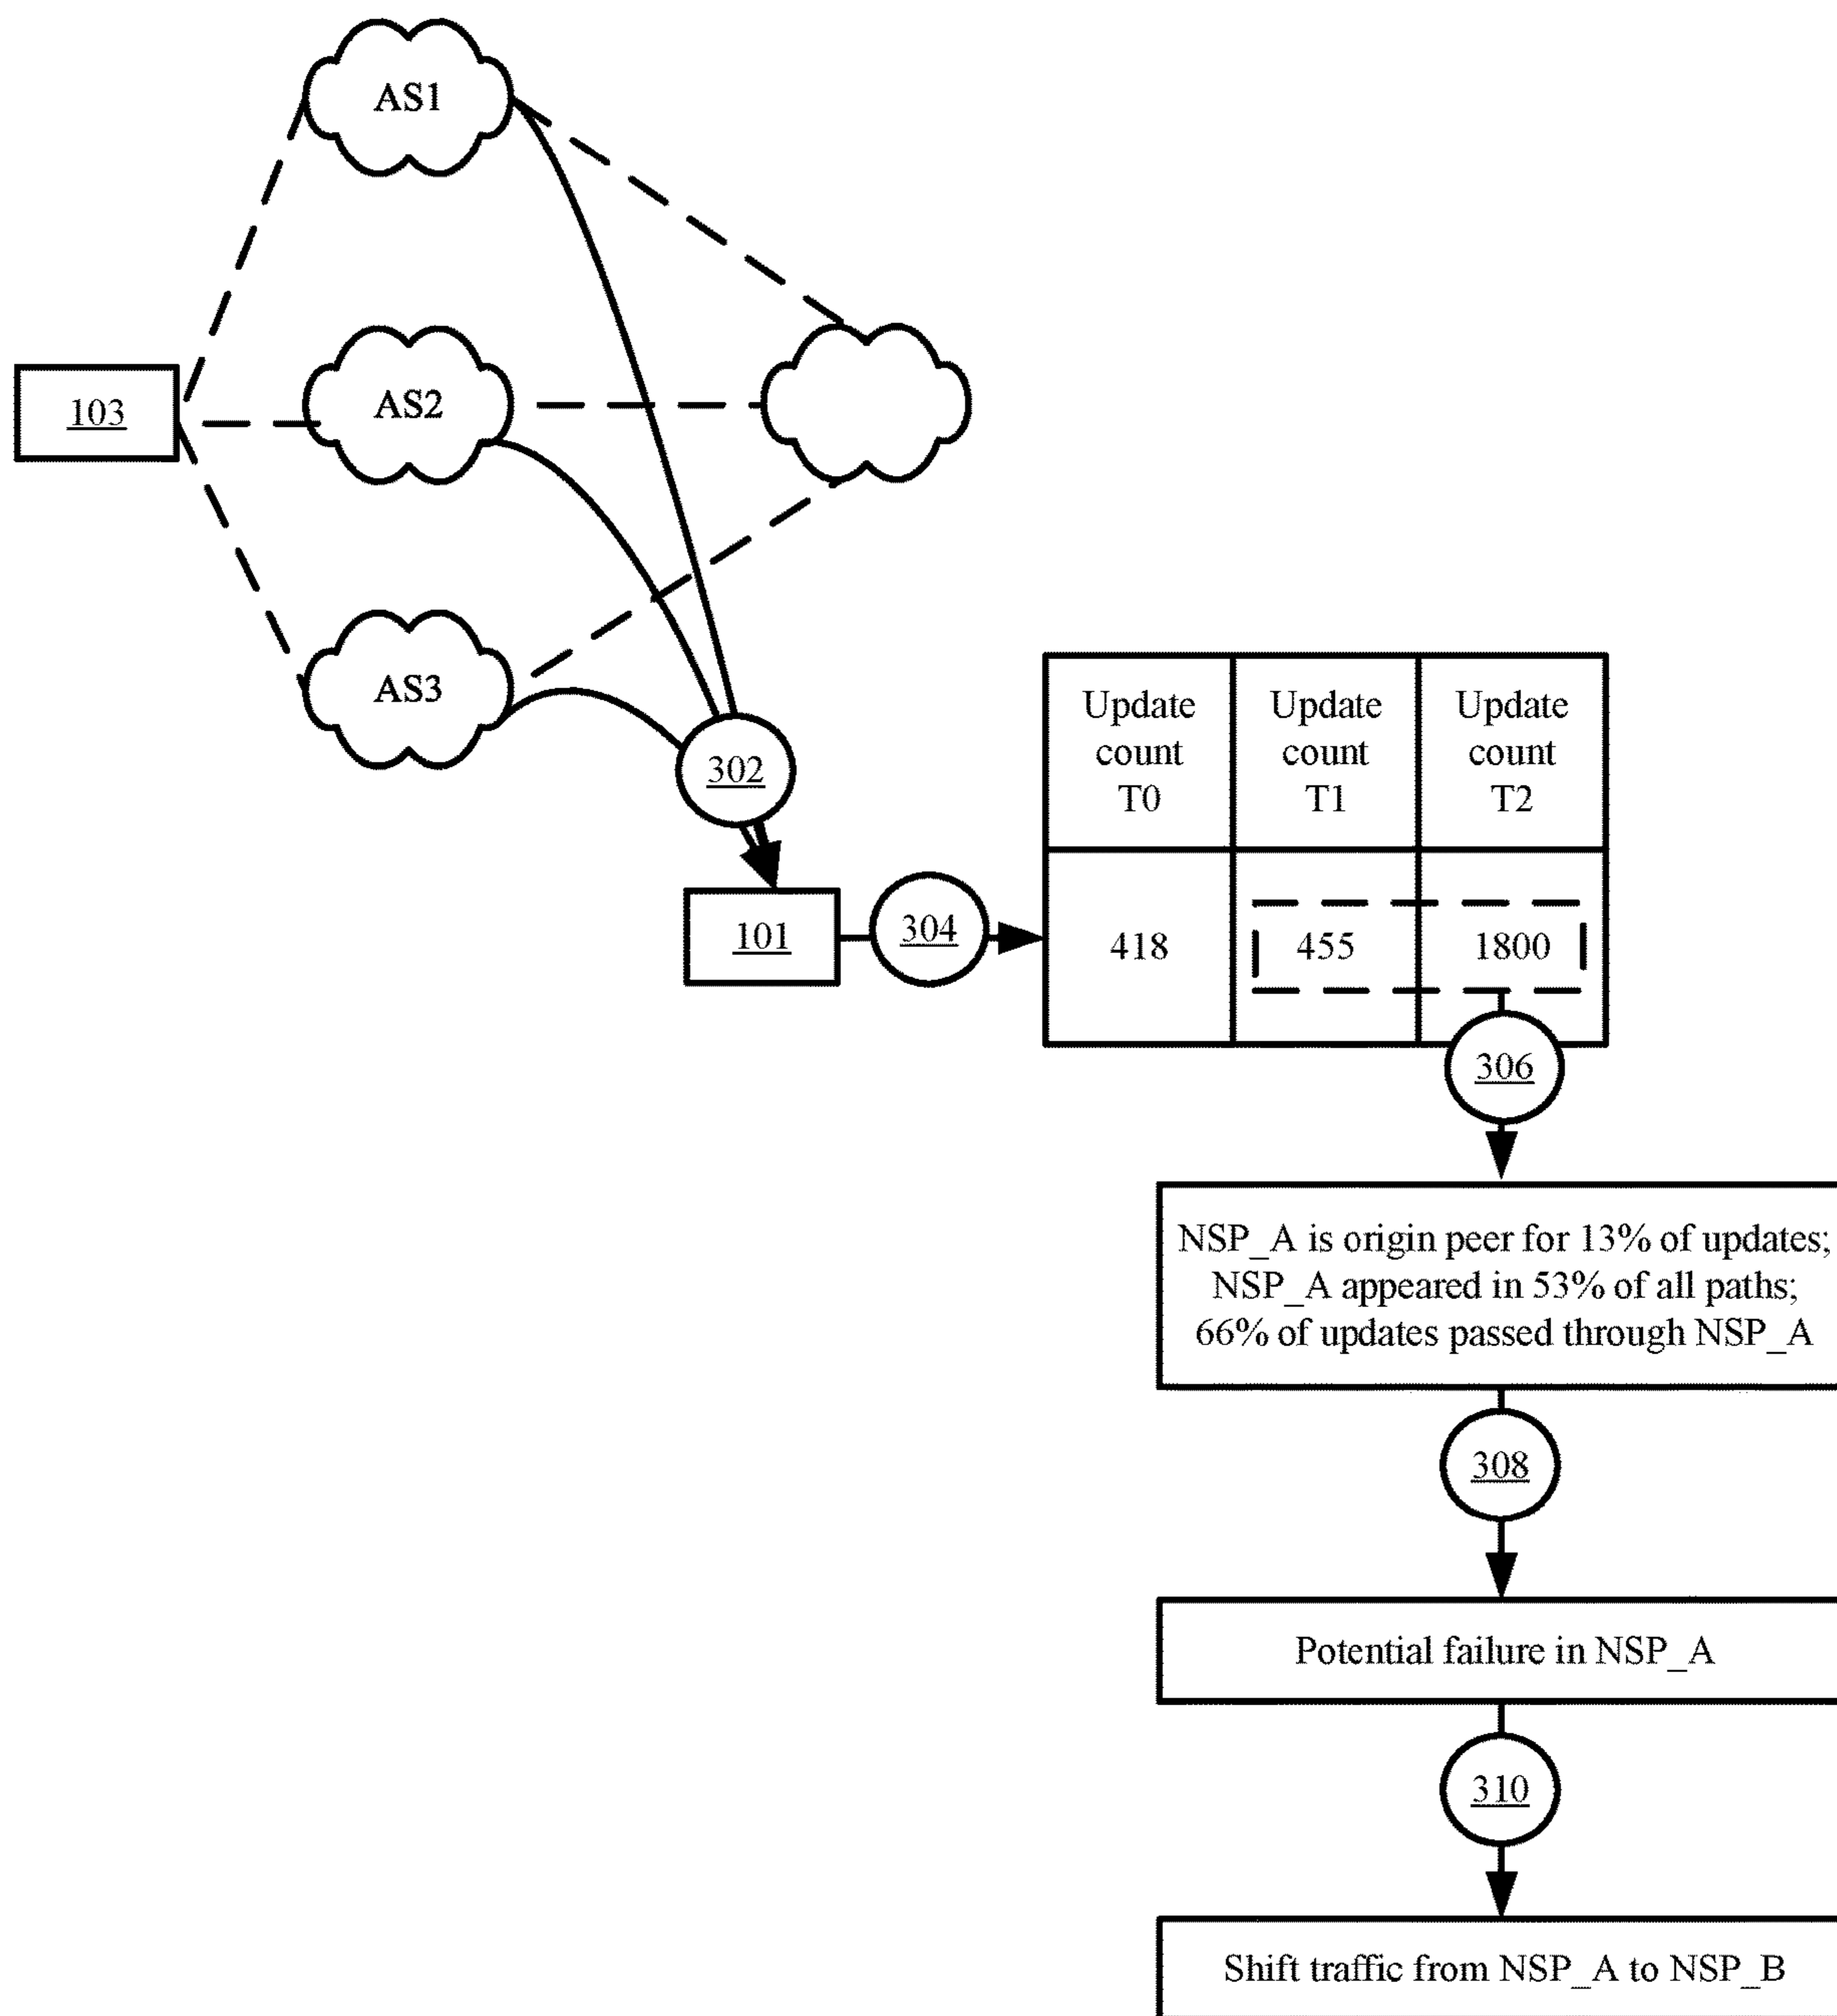 AS1
103
AS2
AS3
302
Update
count
T0
Update
count
T1
Update
count
T2
101
304
418
455
1800
306
NSP_A is origin peer for 13% of updates;
NSP_A appeared in 53% of all paths;
66% of updates passed through NSP_A
308
Potential failure in NSP_A
310
Shift traffic from NSP_A to NSP_B